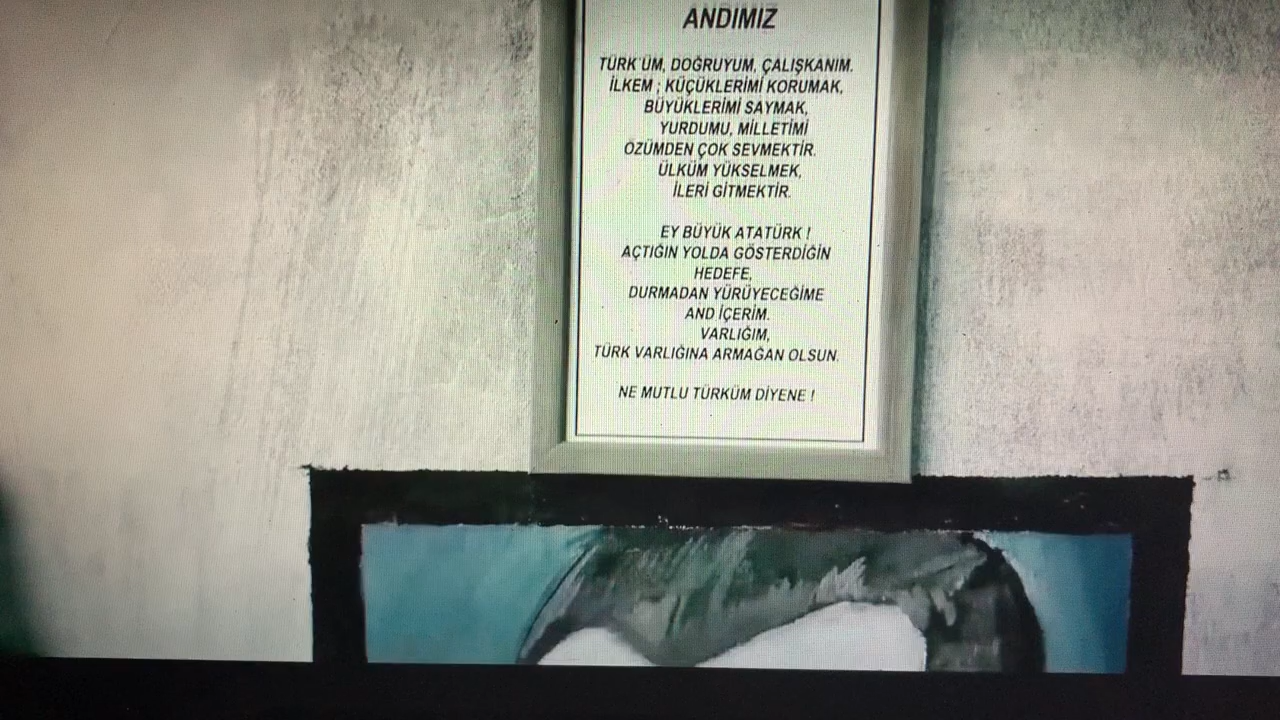 ANDIMIZ
TÜRK ÜM, DOĞRUYUM, ÇALIŞKANIM.
İLKEM ; KÜÇÜKLERİMİ KORUMAK,
BÜYÜKLERİMİ SAYMAK,
YURDUMU, MİLLETİMİ
ÖZÜMDEN ÇOK SEVMEKTİR.
ÜLKÜM YÜKSELMEK,
İLERİ GİTMEKTİR.
EY BÜYÜK ATATÜRK !
AÇTIĞIN YOLDA GÖSTERDİĞİN
HEDEFE,
DURMADAN YÜRÜYECEĞİME
AND İÇERİM.
VARLIĞIM,
TÜRK VARLIĞINA ARMAĞAN OLSUN.
NE MUTLU TÜRKÜM DİYENE !